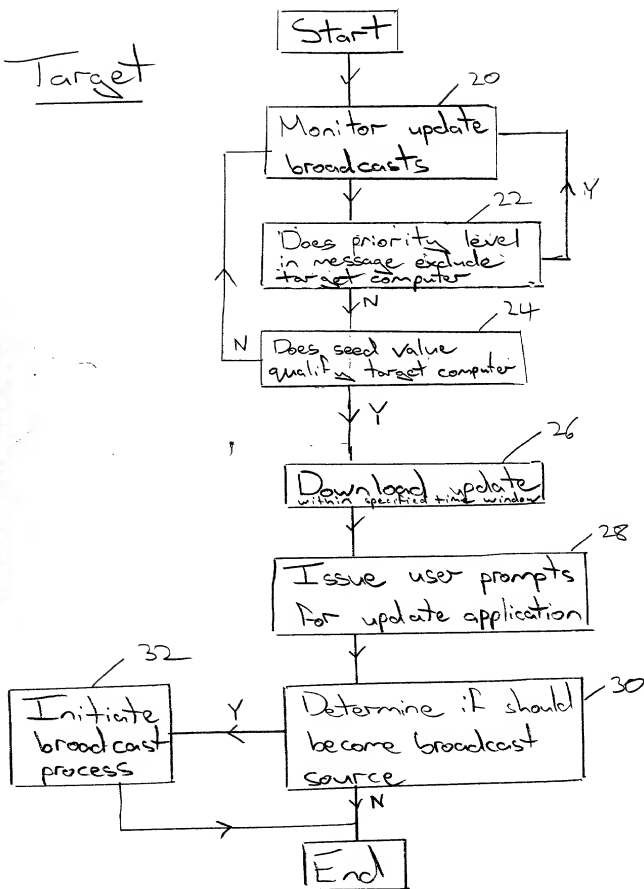 Target
Start
20
Monitor update
broadcasts
Y
22
Does priority level
in message exclude
target computer
N
24
N
Does seed value
qualify target computer
Y
26
Download update
within specified time window
28
Issue user prompts
for update application
32
30
Initiate
broadcast
process
Y
Determine if should
become broadcast
source
N
End